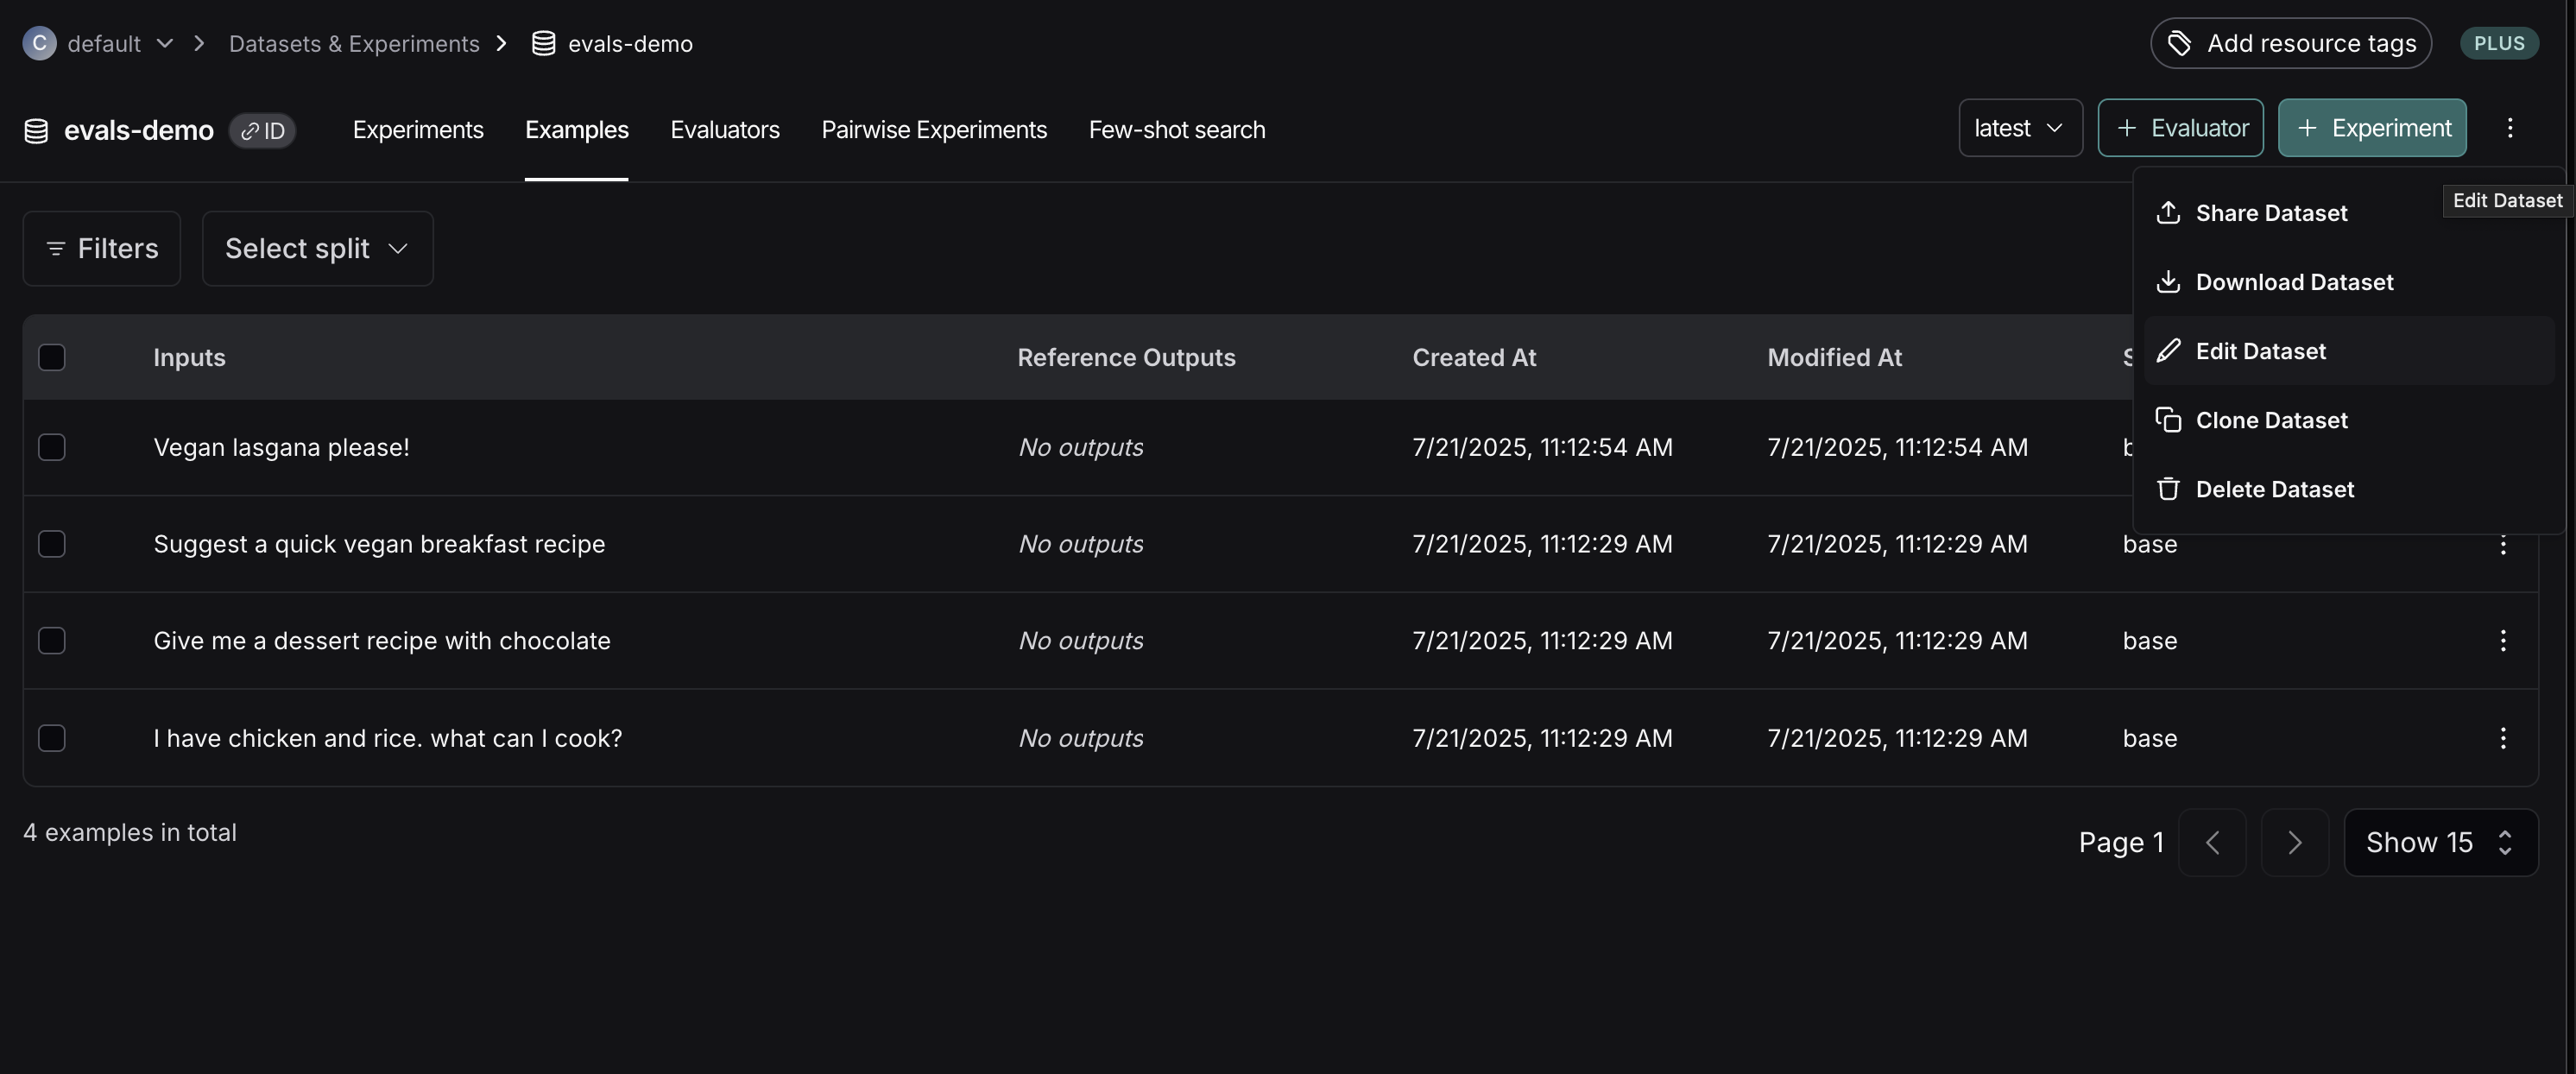 C default > Datasets & Experiments > evals-demo
Add resource tags PLUS
evals-demo ID Experiments Examples Evaluators Pairwise Experiments Few-shot search latest + Evaluator + Experiment
Edit Dataset
Share Dataset
Download Dataset
Edit Dataset
Clone Dataset
Delete Dataset
Filters Select split
Inputs Reference Outputs Created At Modified At
Vegan lasgana please! No outputs 7/21/2025, 11:12:54 AM 7/21/2025, 11:12:54 AM
Suggest a quick vegan breakfast recipe No outputs 7/21/2025, 11:12:29 AM 7/21/2025, 11:12:29 AM base
Give me a dessert recipe with chocolate No outputs 7/21/2025, 11:12:29 AM 7/21/2025, 11:12:29 AM base
I have chicken and rice. what can I cook? No outputs 7/21/2025, 11:12:29 AM 7/21/2025, 11:12:29 AM base
4 examples in total
Page 1 Show 15